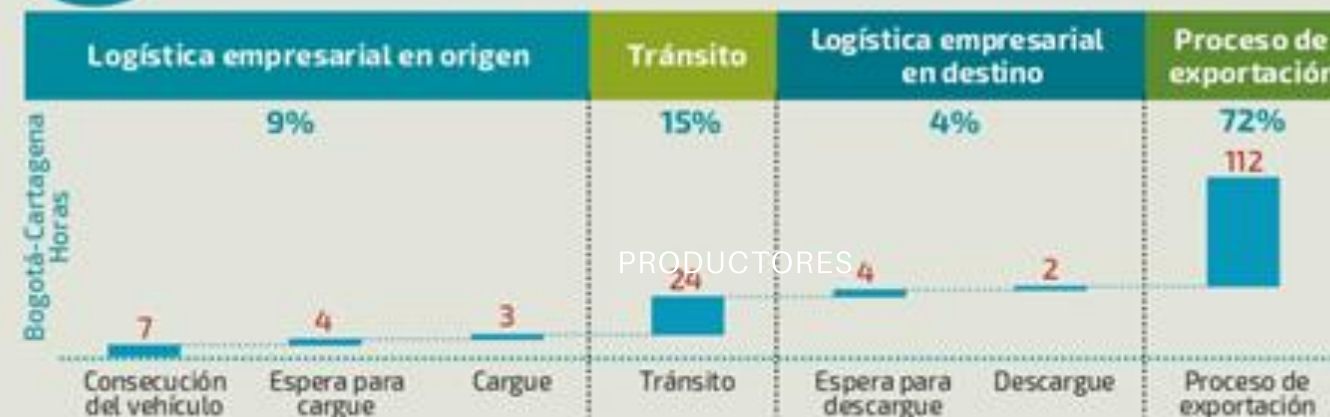 Logística empresarial en origen
Tránsito
Logística empresarial
en destino
Proceso de
exportación
9%
15%
4%
72%
Bogotá-Cartagena
Horas
112
PRODUCTORES
24
4
2
7
4
3
Consecución
del vehículo
Espera para
cargue
Cargue
Tránsito
Espera para
descargue
Descargue
Proceso de
exportación